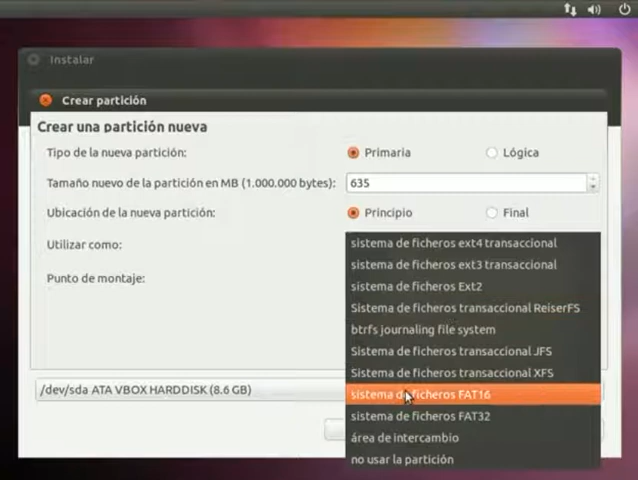 Instalar
Crear partición
Crear una partición nueva
Tipo de la nueva partición: Primaria Lógica
Tamaño nuevo de la partición en MB (1.000.000 bytes): 635
Ubicación de la nueva partición: Principio Final
Utilizar como:
Punto de montaje:
sistema de ficheros ext4 transaccional
sistema de ficheros ext3 transaccional
sistema de ficheros Ext2
Sistema de ficheros transaccional ReiserFS
btrfs journaling file system
Sistema de ficheros transaccional JFS
Sistema de ficheros transaccional XFS
sistema de ficheros FAT16
sistema de ficheros FAT32
área de intercambio
no usar la partición
/dev/sda ATA VBOX HARDDISK (8.6 GB)